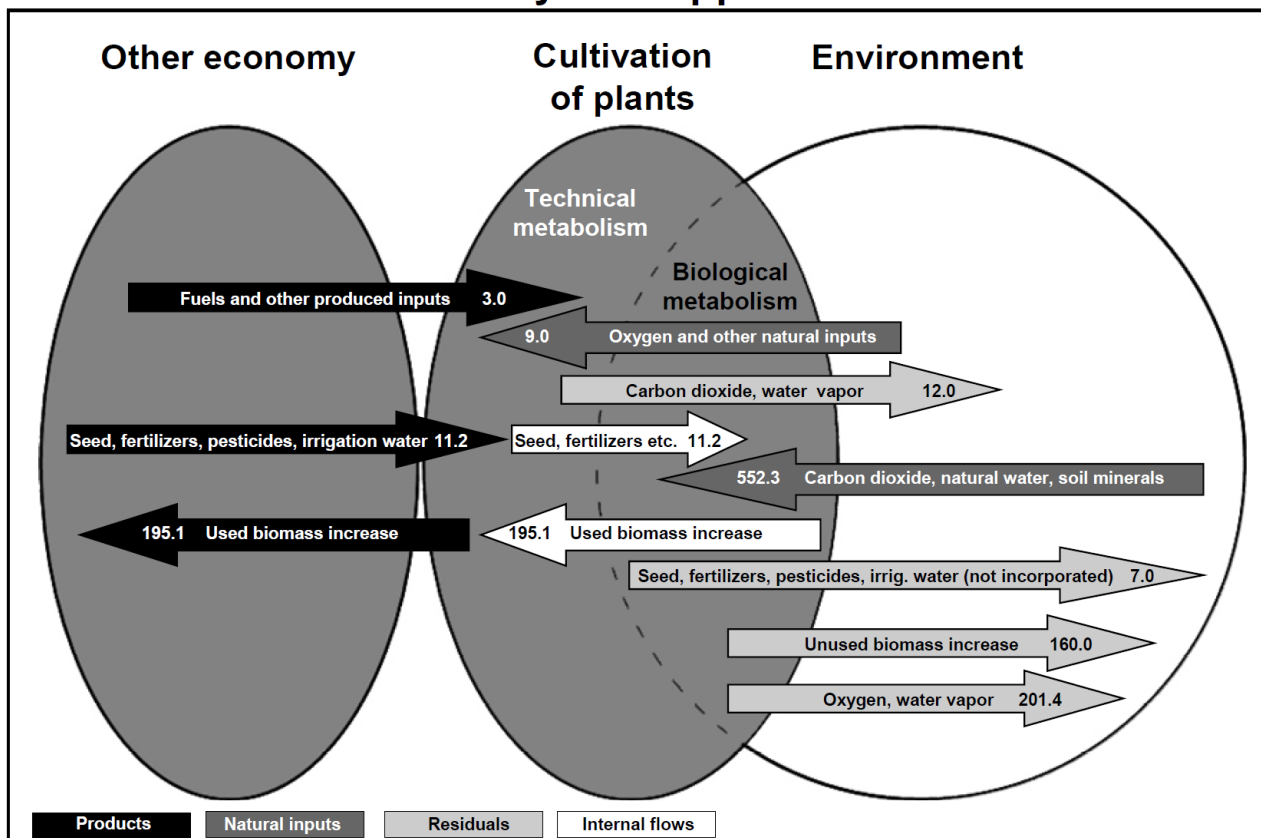 Other economy
Cultivation
of plants
Environment
Technical
metabolism
Biological
metabolism
Fuels and other produced inputs 3.0
9.0 Oxygen and other natural inputs
Carbon dioxide, water vapor 12.0
Seed, fertilizers, pesticides, irrigation water 11.2
Seed, fertilizers etc. 11.2
552.3 Carbon dioxide, natural water, soil minerals
195.1 Used biomass increase
195.1 Used biomass increase
Seed, fertilizers, pesticides, irrig. water (not incorporated) 7.0
Unused biomass increase 160.0
Oxygen, water vapor 201.4
Products
Natural inputs
Residuals
Internal flows